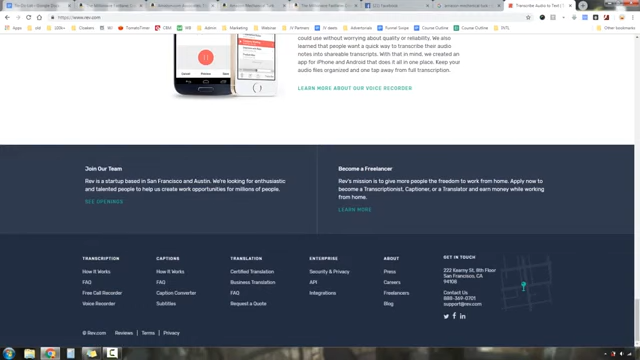 https://www.rev.com
could use without worrying about quality or reliability. We also
learned that people want a quick way to transcribe their audio
notes into shareable transcripts. With that in mind, we created an
app for iPhone and Android that does it all in one place. Keep
your audio files organized and one tap away from full transcription.
LEARN MORE ABOUT OUR VOICE RECORDER
Join Our Team
Rev is a startup based in San Francisco and Austin. We're looking for enthusiastic
and talented people to help us create work opportunities for millions of people.
SEE OPENINGS
Become a Freelancer
Rev's mission is to give more people the freedom to work from home. Apply now to
become a Transcriptionist, Captioner, or a Translator and earn money while working
from home.
LEARN MORE
TRANSCRIPTION
How It Works
FAQ
Free Call Recorder
Voice Recorder
CAPTIONS
How It Works
FAQ
Caption Converter
Subtitles
TRANSLATION
Certified Translation
Business Translation
FAQ
Request a Quote
ENTERPRISE
Security & Privacy
API
Integrations
ABOUT
Press
Careers
Freelancers
Blog
GET IN TOUCH
222 Kearny St, 8th Floor
San Francisco, CA
94108
Contact Us
888-369-0701
support@rev.com
© Rev.com Reviews | Terms | Privacy